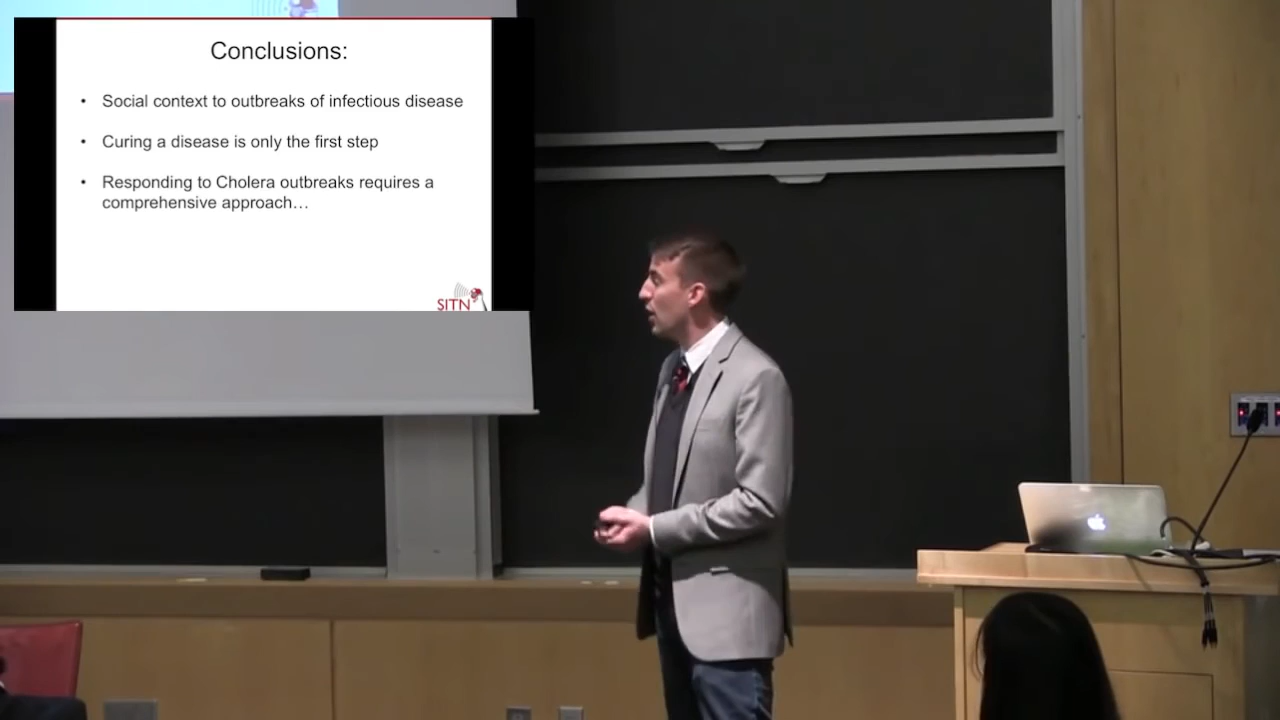 Conclusions:
• Social context to outbreaks of infectious disease
• Curing a disease is only the first step
• Responding to Cholera outbreaks requires a
comprehensive approach…
SITN